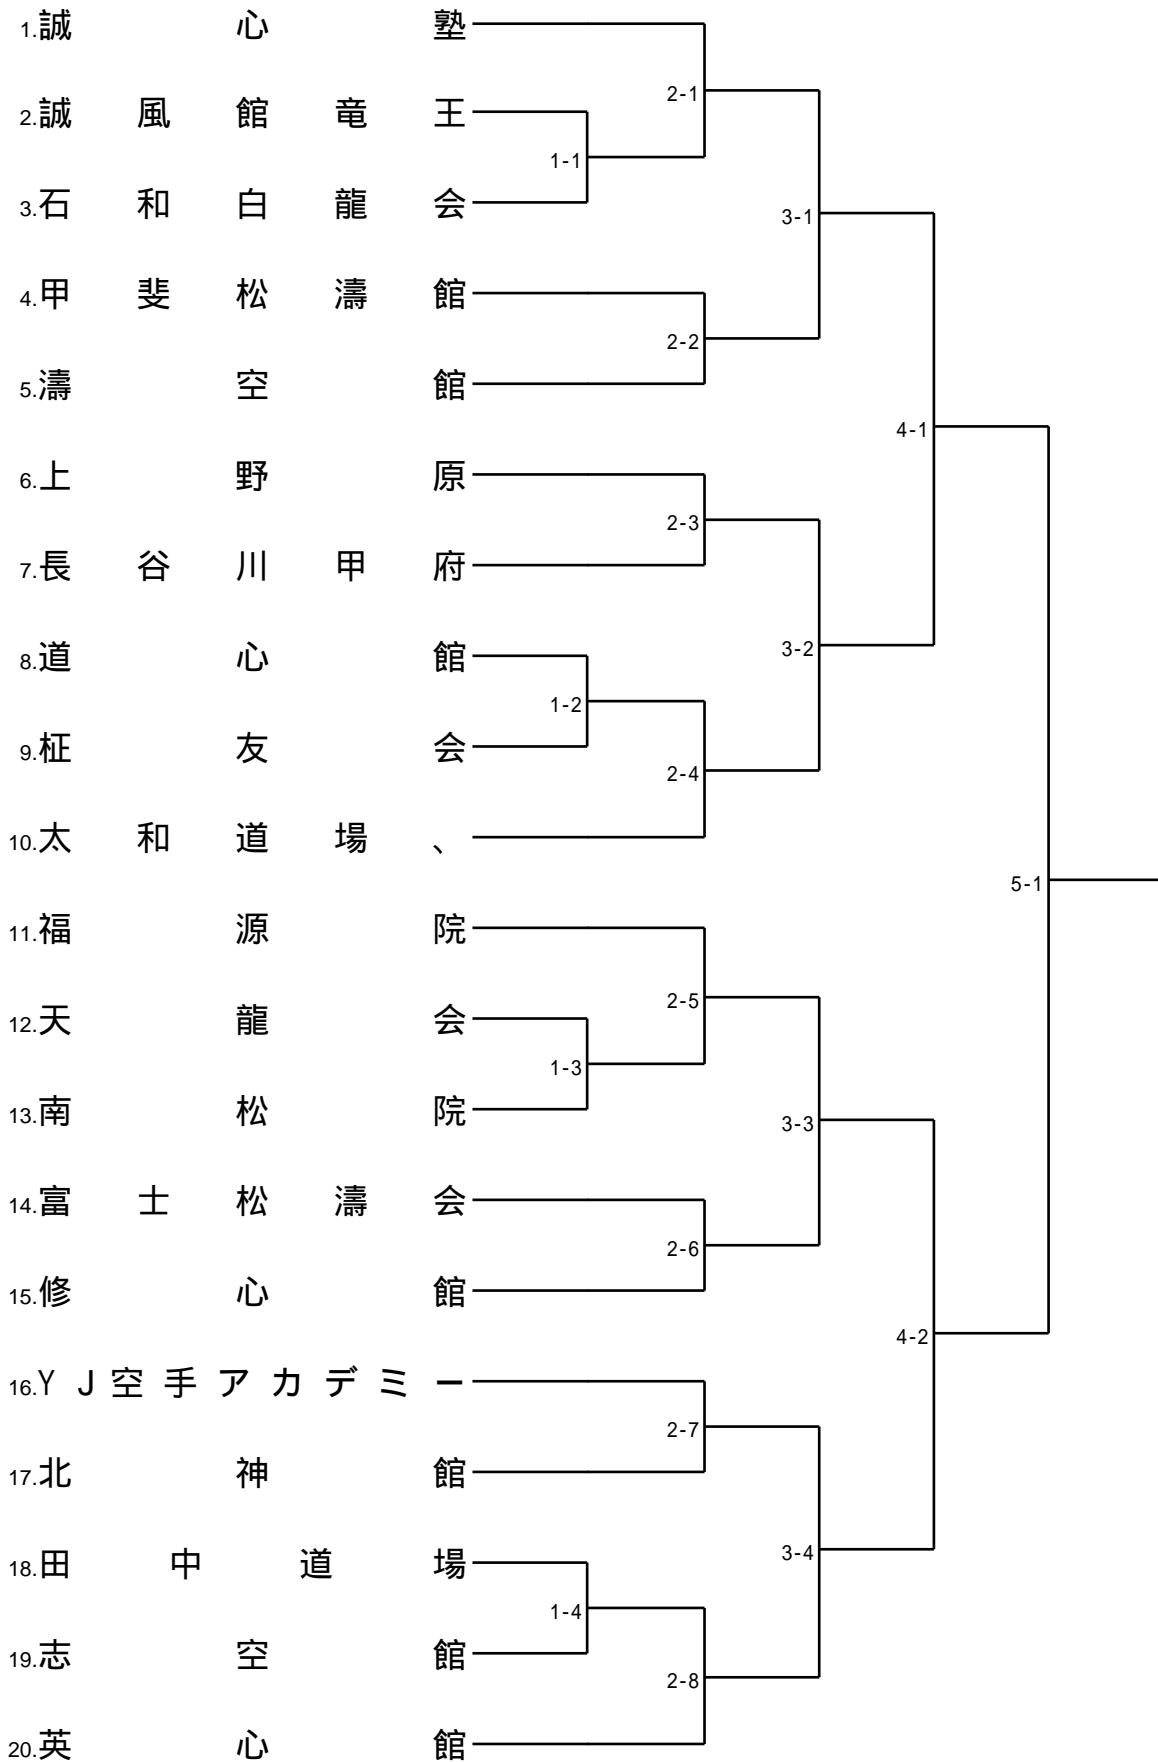 1.誠心塾
2-1
2.誠風館竜王
1-1
3.石和白龍会
3-1
4.甲斐松濤館
2-2
5.濤空館
4-1
6.上野原
2-3
7.長谷川甲府
3-2
8.道心館
1-2
9.柾友会
2-4
10.太和道場、
5-1
11.福源院
2-5
12.天龍会
1-3
13.南松院
3-3
14.富士松濤会
2-6
15.修心館
4-2
16.YJ空手アカデミー
2-7
17.北神館
3-4
18.田中道場
1-4
19.志空館
2-8
20.英心館